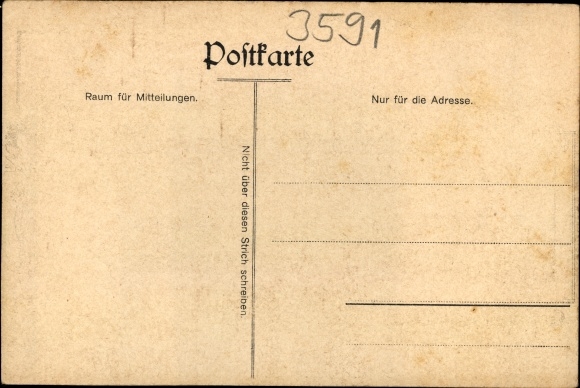 3591
Poſtkarte
Raum für Mitteilungen.
Nur für die Adresse.
Nicht über diesen Strich schreiben.